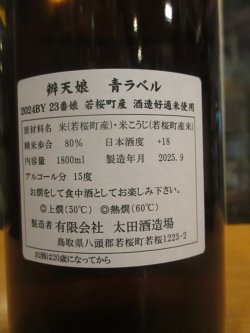 辨天娘　青ラベル
2024BY 23番娘 若桜町産 酒造好適米使用
原材料名 米(若桜町産)・米こうじ(若桜町産米)
精米歩合 80% 日本酒度 +18
内容量 1800ml 製造年月 2025.9
アルコール分 15度
お燗をして食中酒としてお楽しみ下さい。
◎上燗(50℃) ◎熱燗(60℃)
製造者 有限会社 太田酒造場
鳥取県八頭郡若桜町若桜1223-2
お酒は20歳になってから